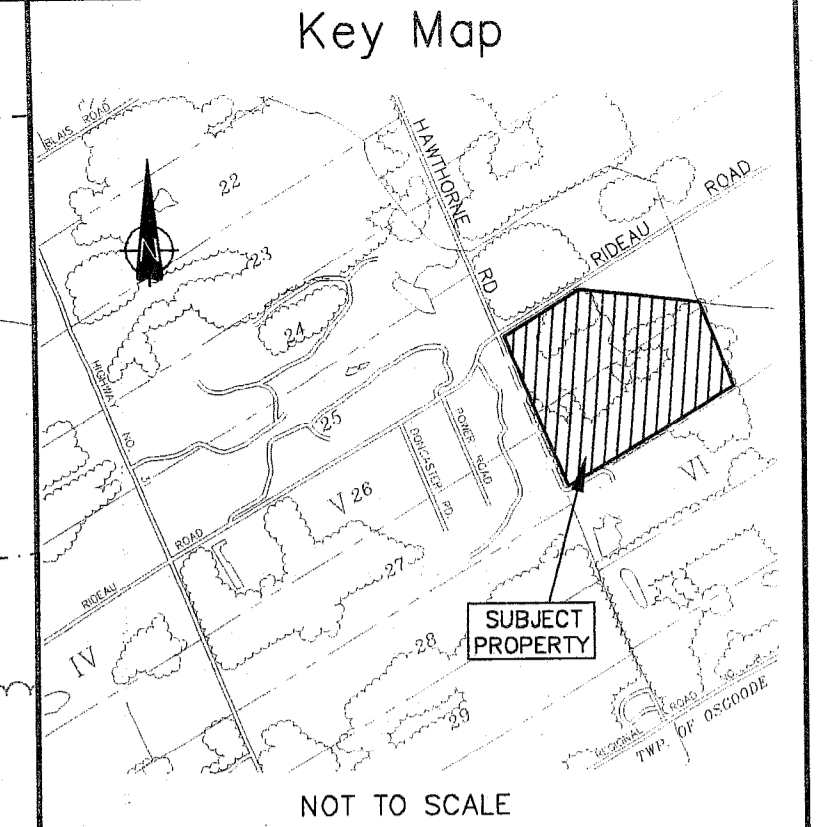 Key Map
BLAIS ROAD
HAWTHORNE RD
22
ROAD
RIDEAU
N
23
24
HIGHWAY NO. 31
25
POWER ROAD
DONCASTER RD.
VI
V 26
RIDEAU ROAD
27
SUBJECT
PROPERTY
28
IV
29
REGIONAL ROAD
TWP. OF OSGOODE
NOT TO SCALE